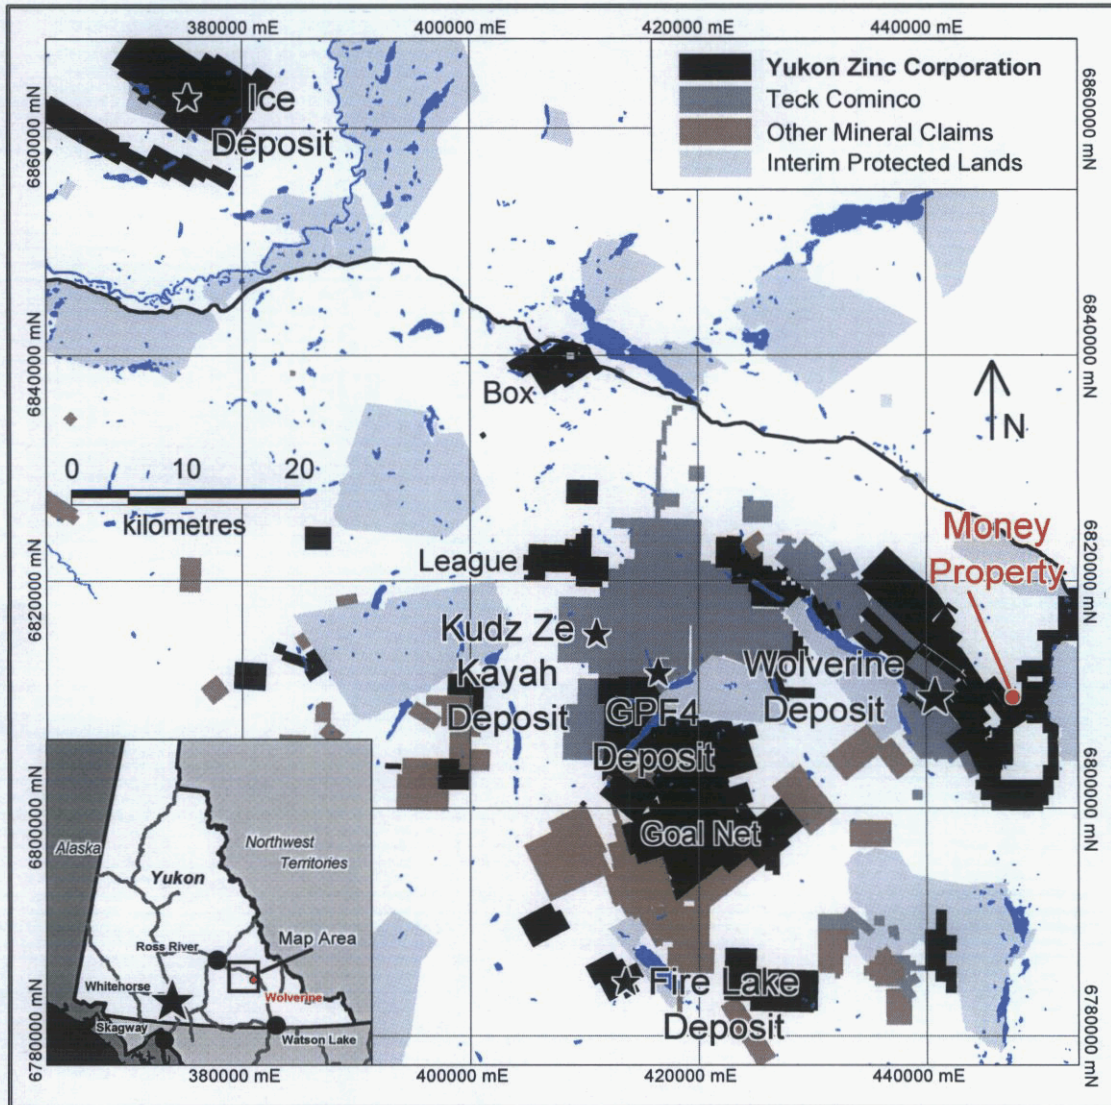 380000 mE
400000 mE
420000 mE
440000 mE
Yukon Zinc Corporation
Teck Cominco
Other Mineral Claims
Interim Protected Lands
6860000 mN
6860000 mN
Ice
Deposit
6840000 mN
6840000 mN
Box
N
0 10 20
Kilometres
Money
Property
League
6820000 mN
6820000 mN
Kudz Ze
Kayah
Deposit
GPF4
Deposit
Wolverine
Deposit
6800000 mN
6800000 mN
Goal Net
Alaska
Northwest
Territories
Yukon
Ross River
Map Area
Whitehorse
Wolverine
Skagway
Watson Lake
Fire Lake
Deposit
6780000 mN
6780000 mN
380000 mE
400000 mE
420000 mE
440000 mE